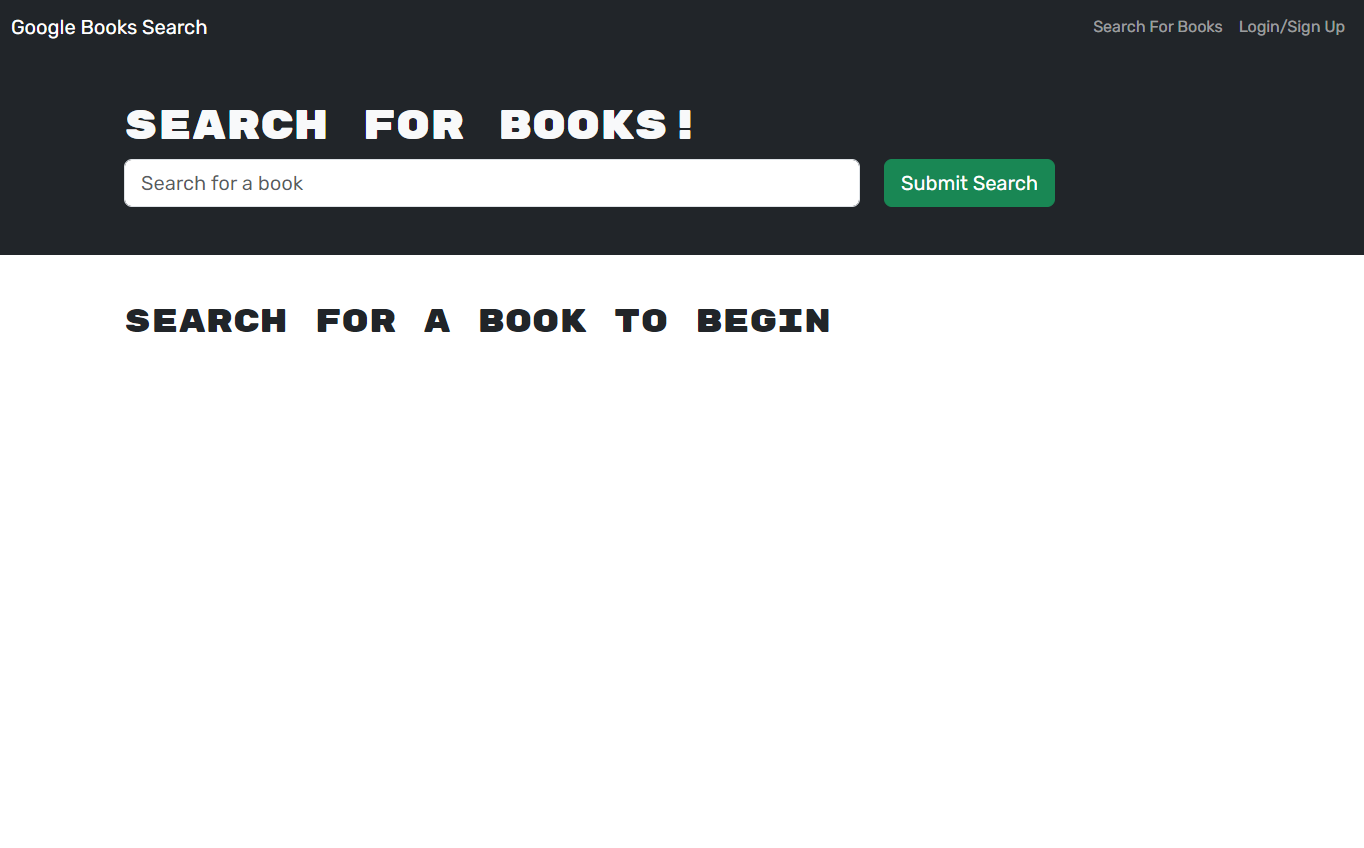 Google Books Search
Search For Books
Login/Sign Up
SEARCH FOR BOOKS!
Search for a book
Submit Search
SEARCH FOR A BOOK TO BEGIN